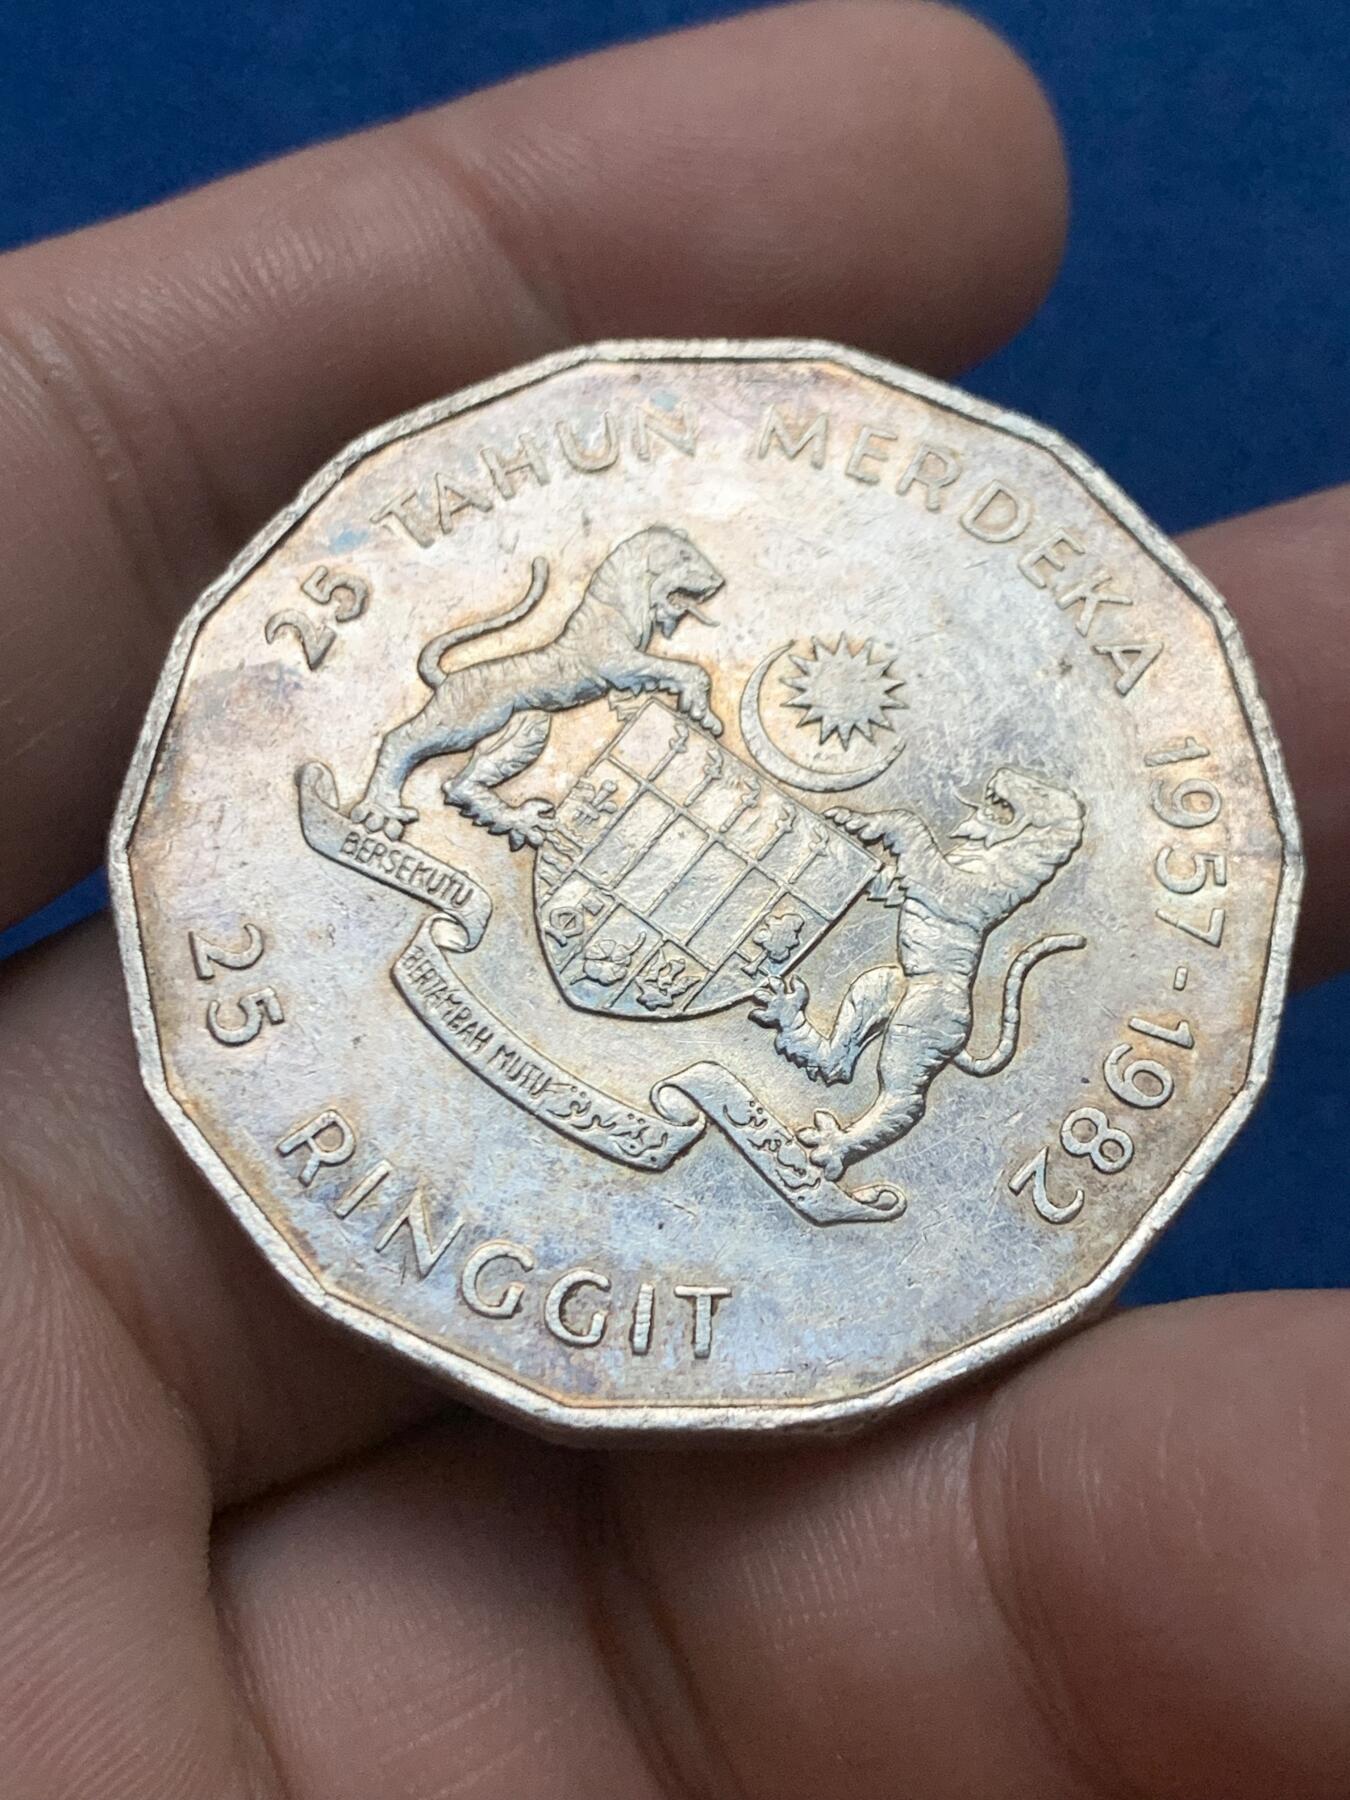 25 TAHUN MERDEKA 1957-1982
BERSEKUTU
BERTAMBAH MUTU
25 RINGGIT